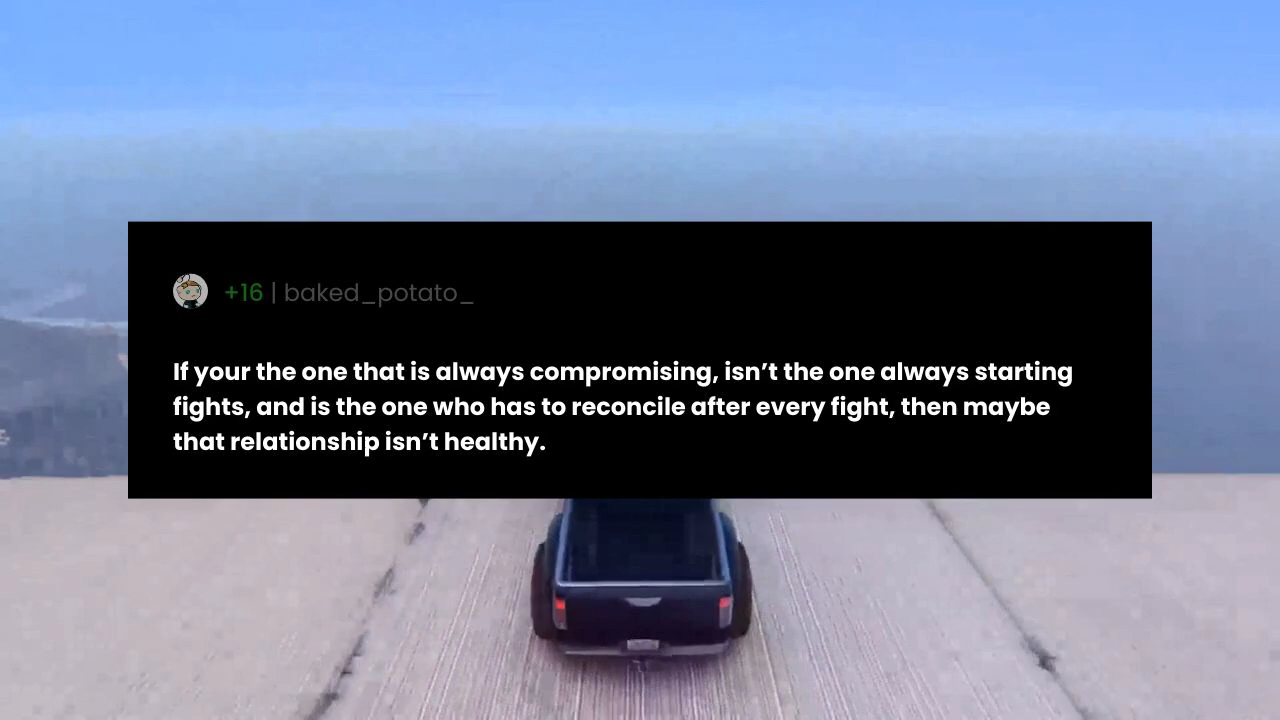 +16 | baked_potato_
If your the one that is always compromising, isn’t the one always starting
fights, and is the one who has to reconcile after every fight, then maybe
that relationship isn’t healthy.